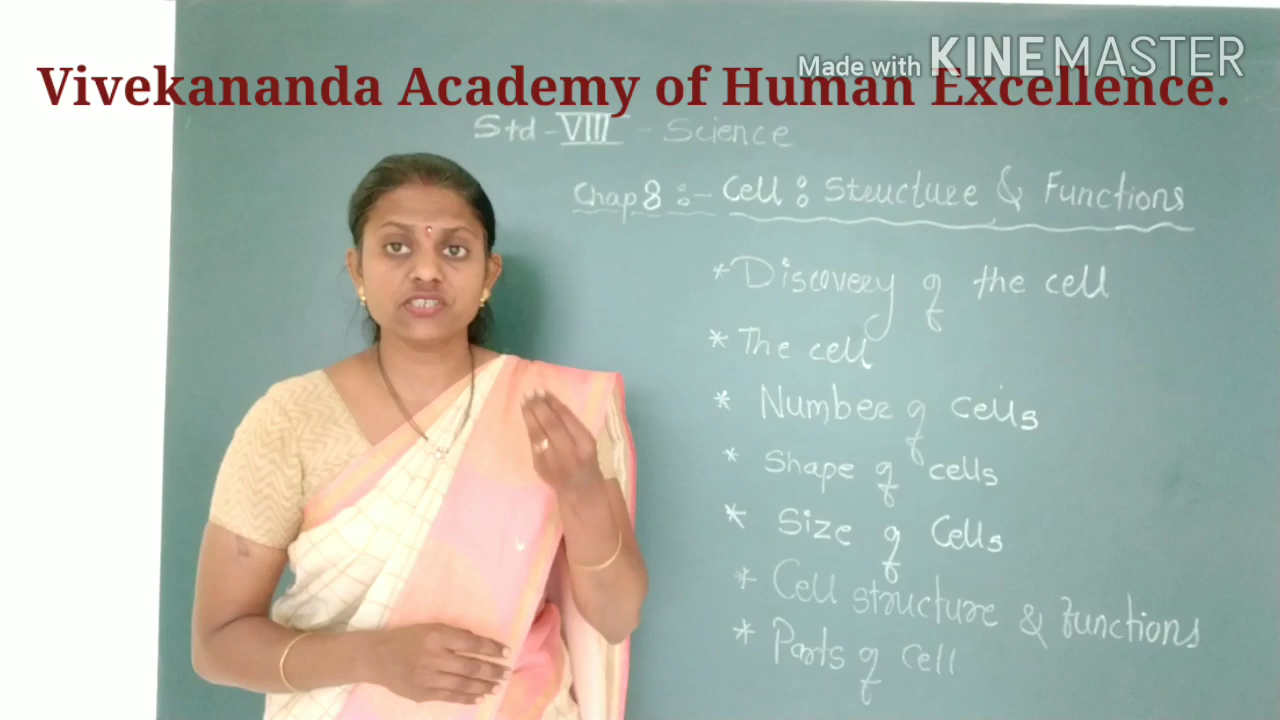 Made with KINEMASTER
Vivekananda Academy of Human Excellence.
Std - VIII - Science
Chap 8 :- Cell : Structure & Functions
* Discovery of the cell
* The cell
* Number of cells
* Shape of cells
* Size of Cells
* Cell structure & functions
* Parts of Cell